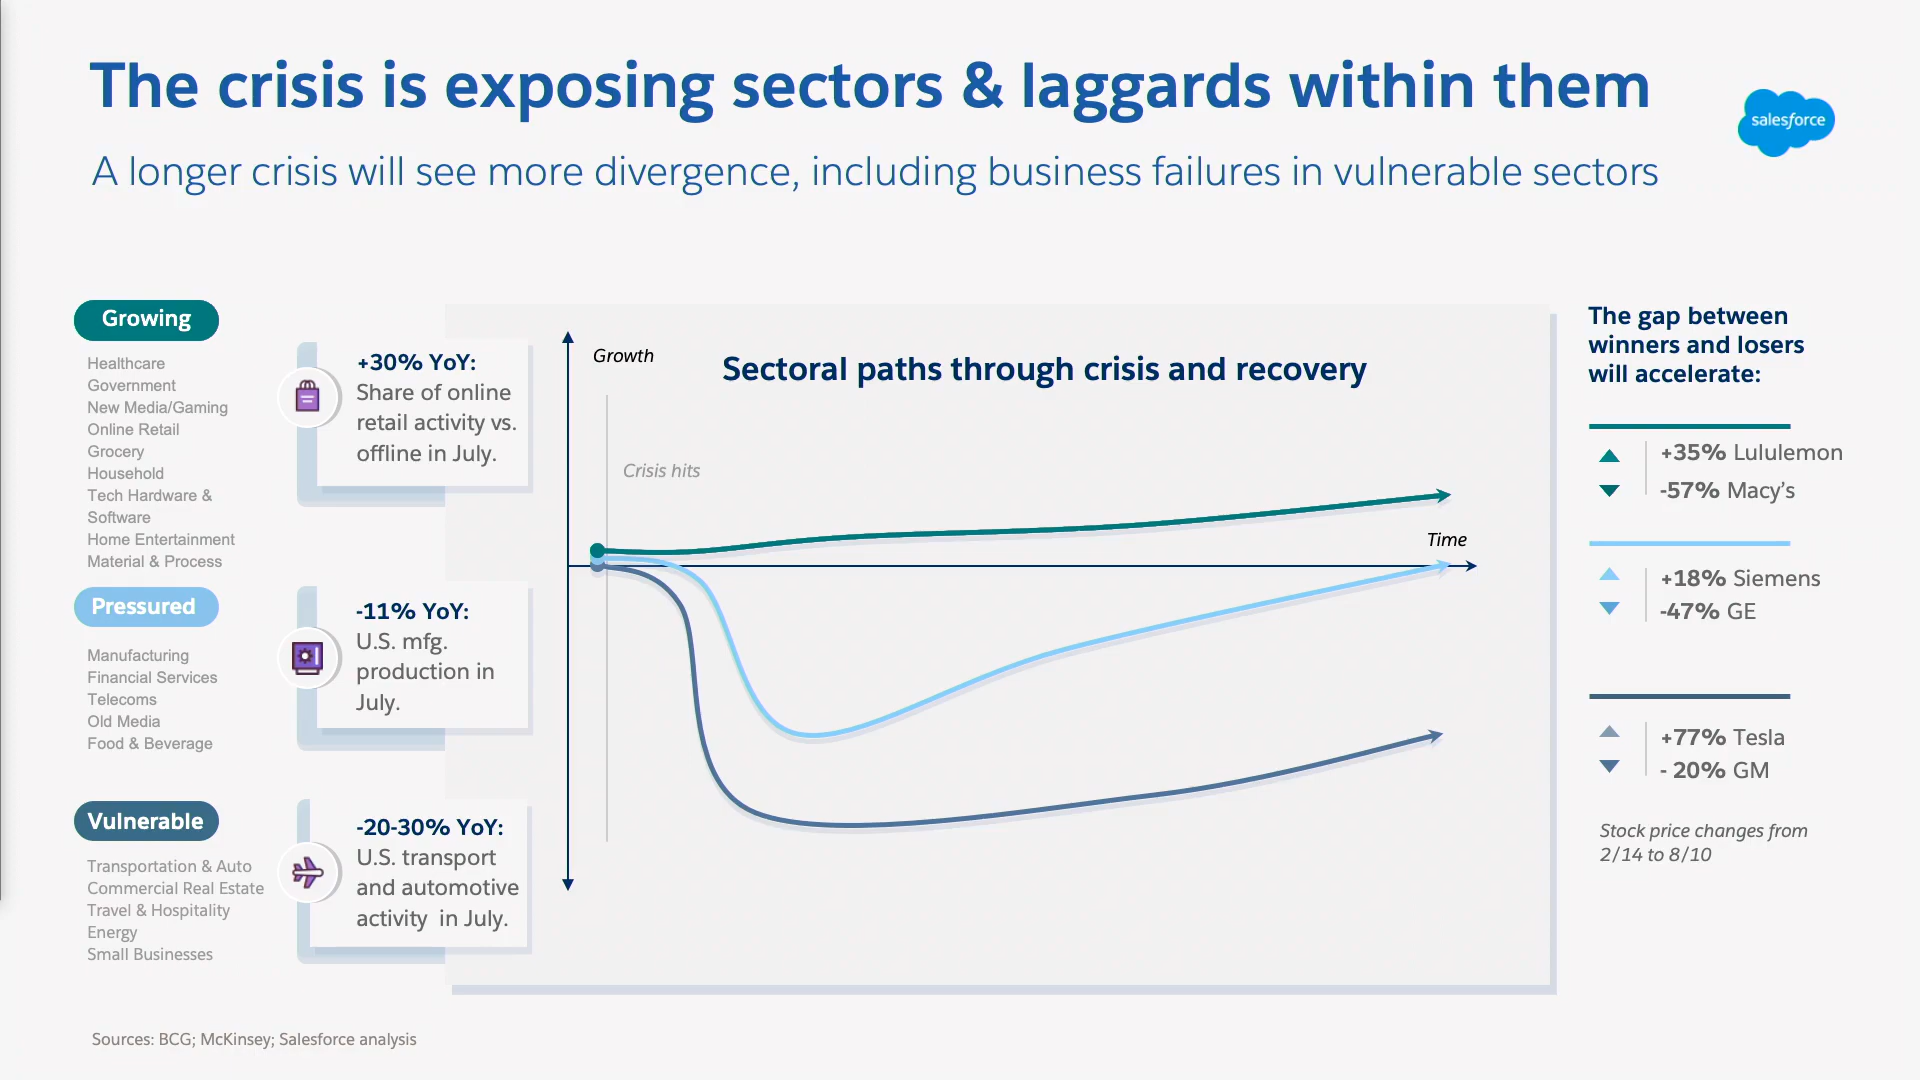 The crisis is exposing sectors & laggards within them
salesforce
A longer crisis will see more divergence, including business failures in vulnerable sectors
Growing
Healthcare
Government
New Media/Gaming
Online Retail
Grocery
Household
Tech Hardware &
Software
Home Entertainment
Material & Process
+30% YoY:
Share of online
retail activity vs.
offline in July.
Pressured
Manufacturing
Financial Services
Telecoms
Old Media
Food & Beverage
-11% YoY:
U.S. mfg.
production in
July.
Vulnerable
Transportation & Auto
Commercial Real Estate
Travel & Hospitality
Energy
Small Businesses
-20-30% YoY:
U.S. transport
and automotive
activity in July.
Growth
Sectoral paths through crisis and recovery
Crisis hits
Time
The gap between
winners and losers
will accelerate:
+35% Lululemon
-57% Macy’s
+18% Siemens
-47% GE
+77% Tesla
- 20% GM
Stock price changes from
2/14 to 8/10
Sources: BCG; McKinsey; Salesforce analysis